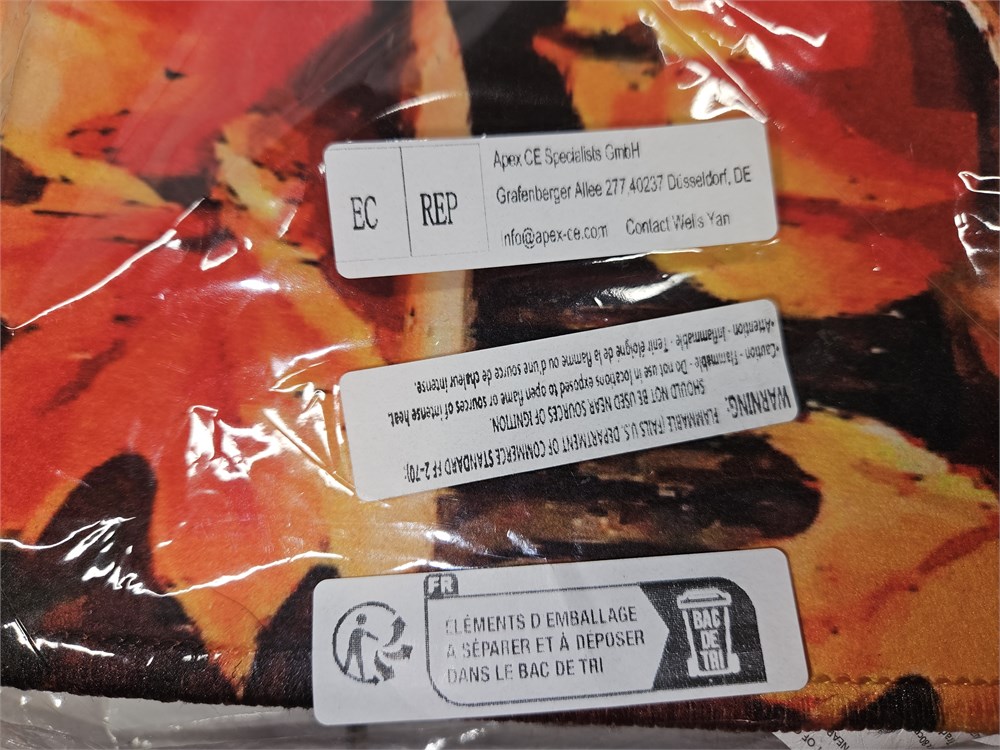 EC
REP
Apex CE Specialists GmbH
Grafenberger Allee 277,40237 Düsseldorf, DE
info@apex-ce.com Contact Wells Yan
WARNING:
FLAMMABLE (FAILS U.S. DEPARTMENT OF COMMERCE STANDARD FF 2-70):
SHOULD NOT BE USED NEAR SOURCES OF IGNITION.
*Caution - Flammable - Do not use in locations exposed to open flame or sources of intense heat.
*Attention - Inflammable - Tenir éloigné de la flamme ou d'une source de chaleur intense.
FR
ÉLÉMENTS D'EMBALLAGE
À SÉPARER ET À DÉPOSER
DANS LE BAC DE TRI
BAC
DE
TRI